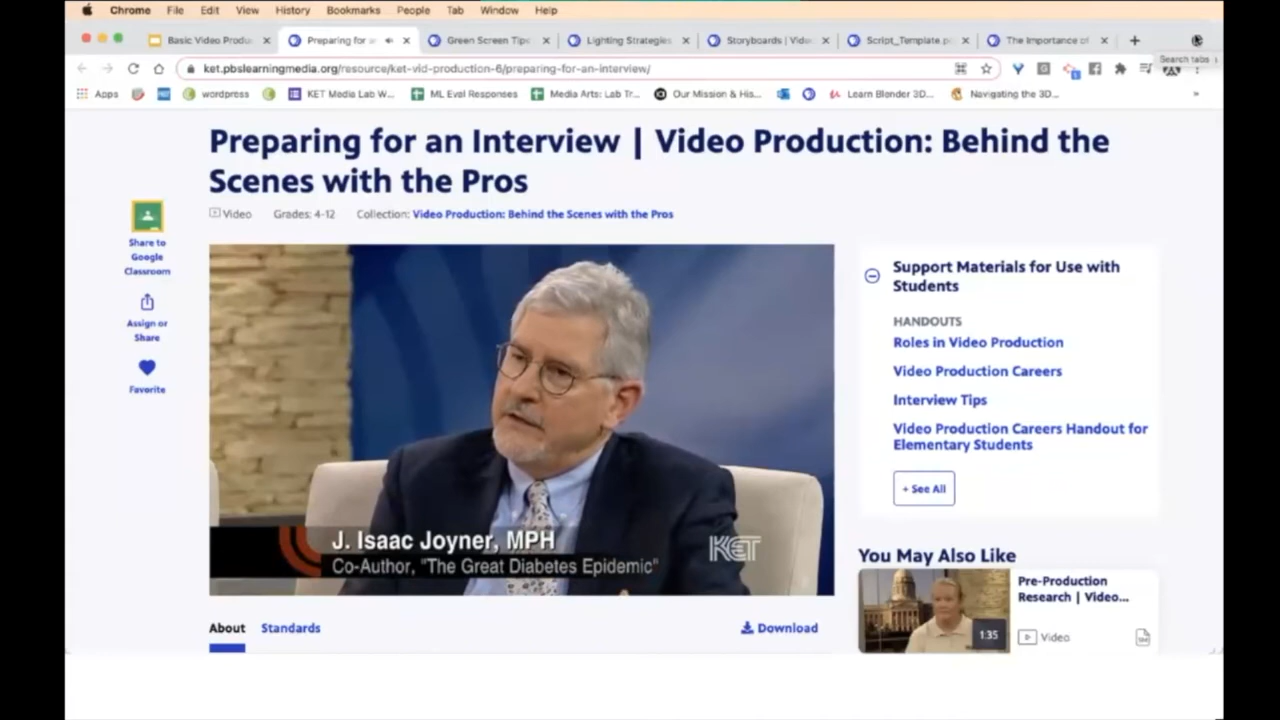 Chrome File Edit View History Bookmarks People Tab Window Help
Basic Video Produ Preparing for an Green Screen Tips Lighting Strategies Storyboards | Vide Script_Template.p The Importance of
Search tabs
ket.pbslearningmedia.org/resource/ket-vid-production-6/preparing-for-an-interview/
Apps wordpress KET Media Lab W... ML Eval Responses Media Arts: Lab Tr... Our Mission & His... Learn Blender 3D... Navigating the 3D...
Preparing for an Interview | Video Production: Behind the
Scenes with the Pros
Video Grades: 4-12 Collection: Video Production: Behind the Scenes with the Pros
Share to
Google
Classroom
Assign or
Share
Favorite
J. Isaac Joyner, MPH
Co-Author, "The Great Diabetes Epidemic"
KET
About Standards Download
Support Materials for Use with
Students
HANDOUTS
Roles in Video Production
Video Production Careers
Interview Tips
Video Production Careers Handout for
Elementary Students
+ See All
You May Also Like
Pre-Production
Research | Video...
1:35
Video